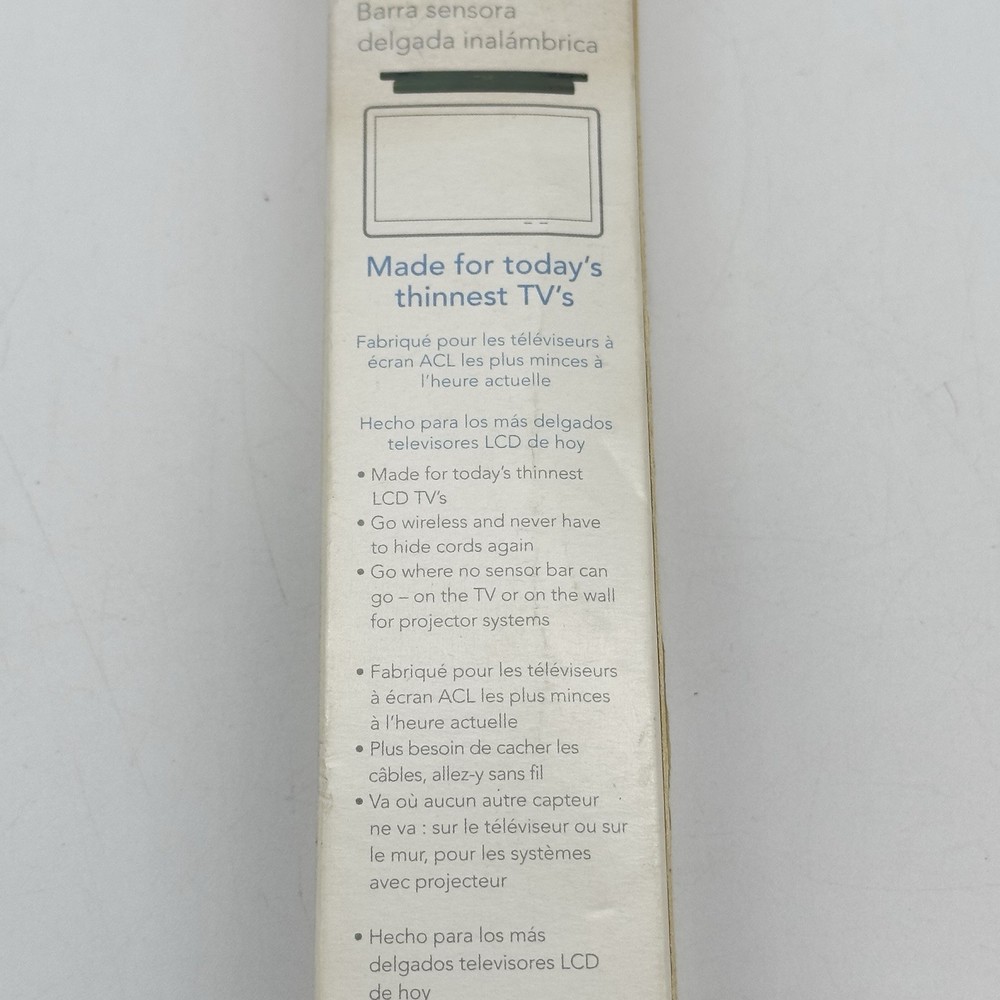 Barra sensora
delgada inalámbrica
Made for today's
thinnest TV's
Fabriqué pour les téléviseurs à
écran ACL les plus minces à
l'heure actuelle
Hecho para los más delgados
televisores LCD de hoy
• Made for today's thinnest
LCD TV's
• Go wireless and never have
to hide cords again
• Go where no sensor bar can
go – on the TV or on the wall
for projector systems
• Fabriqué pour les téléviseurs
à écran ACL les plus minces
à l'heure actuelle
• Plus besoin de cacher les
câbles, allez-y sans fil
• Va où aucun autre capteur
ne va : sur le téléviseur ou sur
le mur, pour les systèmes
avec projecteur
• Hecho para los más
delgados televisores LCD
de hoy